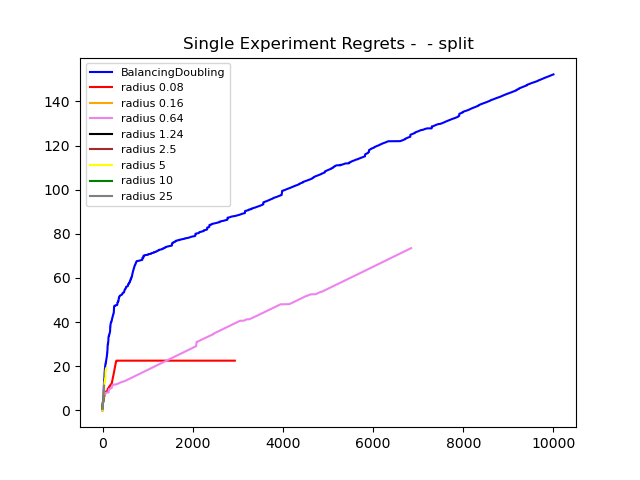 Single Experiment Regrets -  - split
BalancingDoubling
radius 0.08
radius 0.16
radius 0.64
radius 1.24
radius 2.5
radius 5
radius 10
radius 25
140
120
100
80
60
40
20
0
0 2000 4000 6000 8000 10000